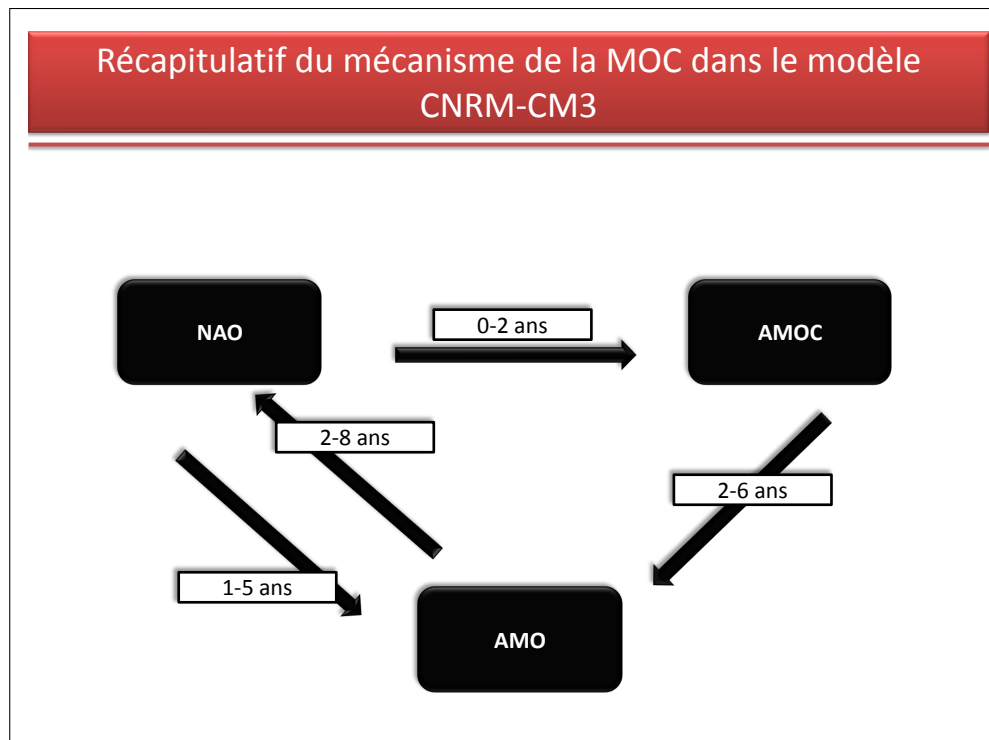 Récapitulatif du mécanisme de la MOC dans le modèle
CNRM-CM3
NAO
0-2 ans
AMOC
2-8 ans
2-6 ans
1-5 ans
AMO